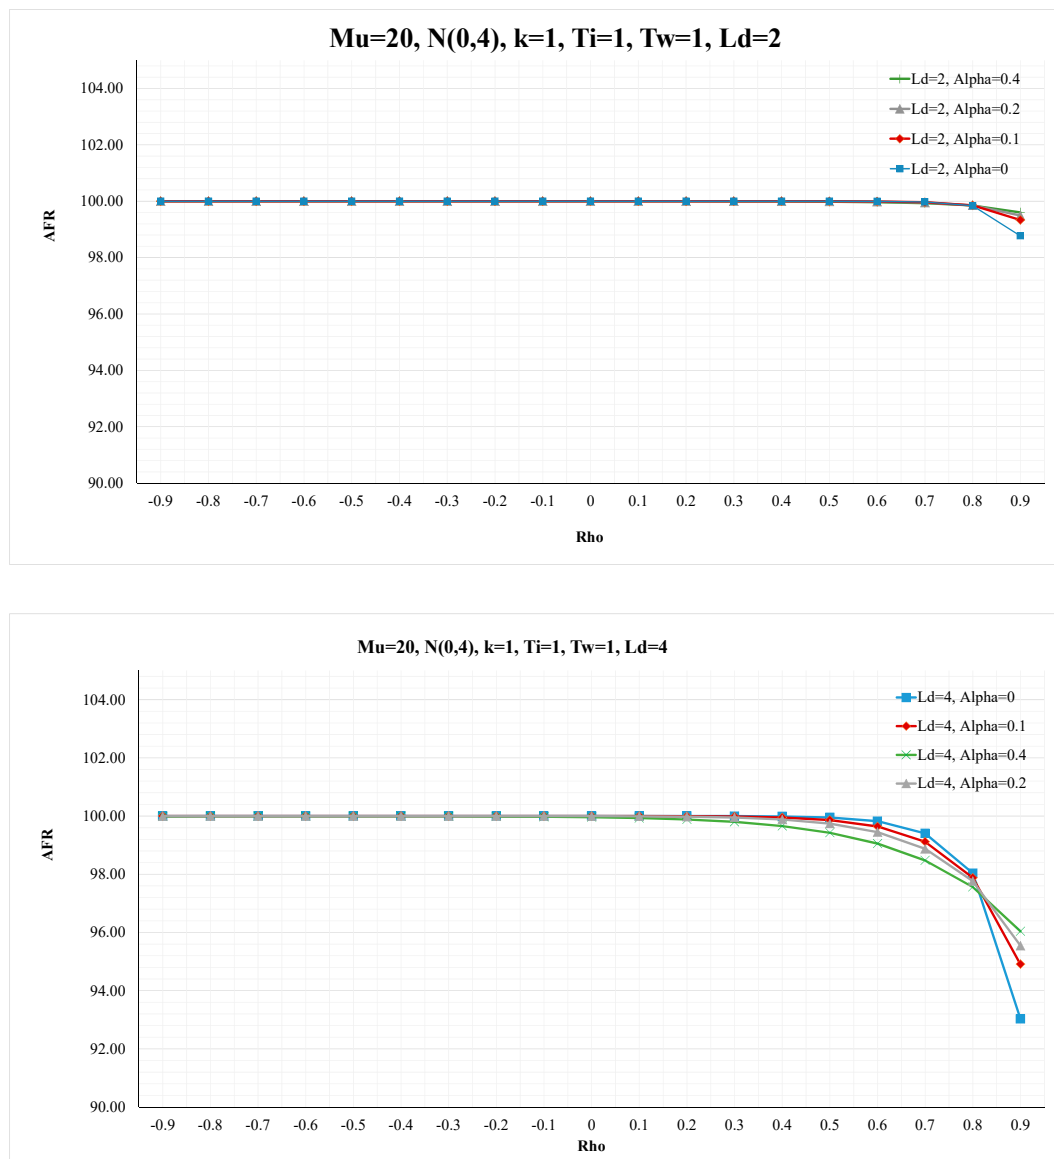 Mu=20, N(0,4), k=1, Ti=1, Tw=1, Ld=2
Ld=2, Alpha=0.4
Ld=2, Alpha=0.2
Ld=2, Alpha=0.1
Ld=2, Alpha=0
104.00
102.00
100.00
98.00
96.00
94.00
92.00
90.00
AFR
-0.9 -0.8 -0.7 -0.6 -0.5 -0.4 -0.3 -0.2 -0.1 0 0.1 0.2 0.3 0.4 0.5 0.6 0.7 0.8 0.9
Rho
Mu=20, N(0,4), k=1, Ti=1, Tw=1, Ld=4
Ld=4, Alpha=0
Ld=4, Alpha=0.1
Ld=4, Alpha=0.4
Ld=4, Alpha=0.2
104.00
102.00
100.00
98.00
96.00
94.00
92.00
90.00
AFR
-0.9 -0.8 -0.7 -0.6 -0.5 -0.4 -0.3 -0.2 -0.1 0 0.1 0.2 0.3 0.4 0.5 0.6 0.7 0.8 0.9
Rho